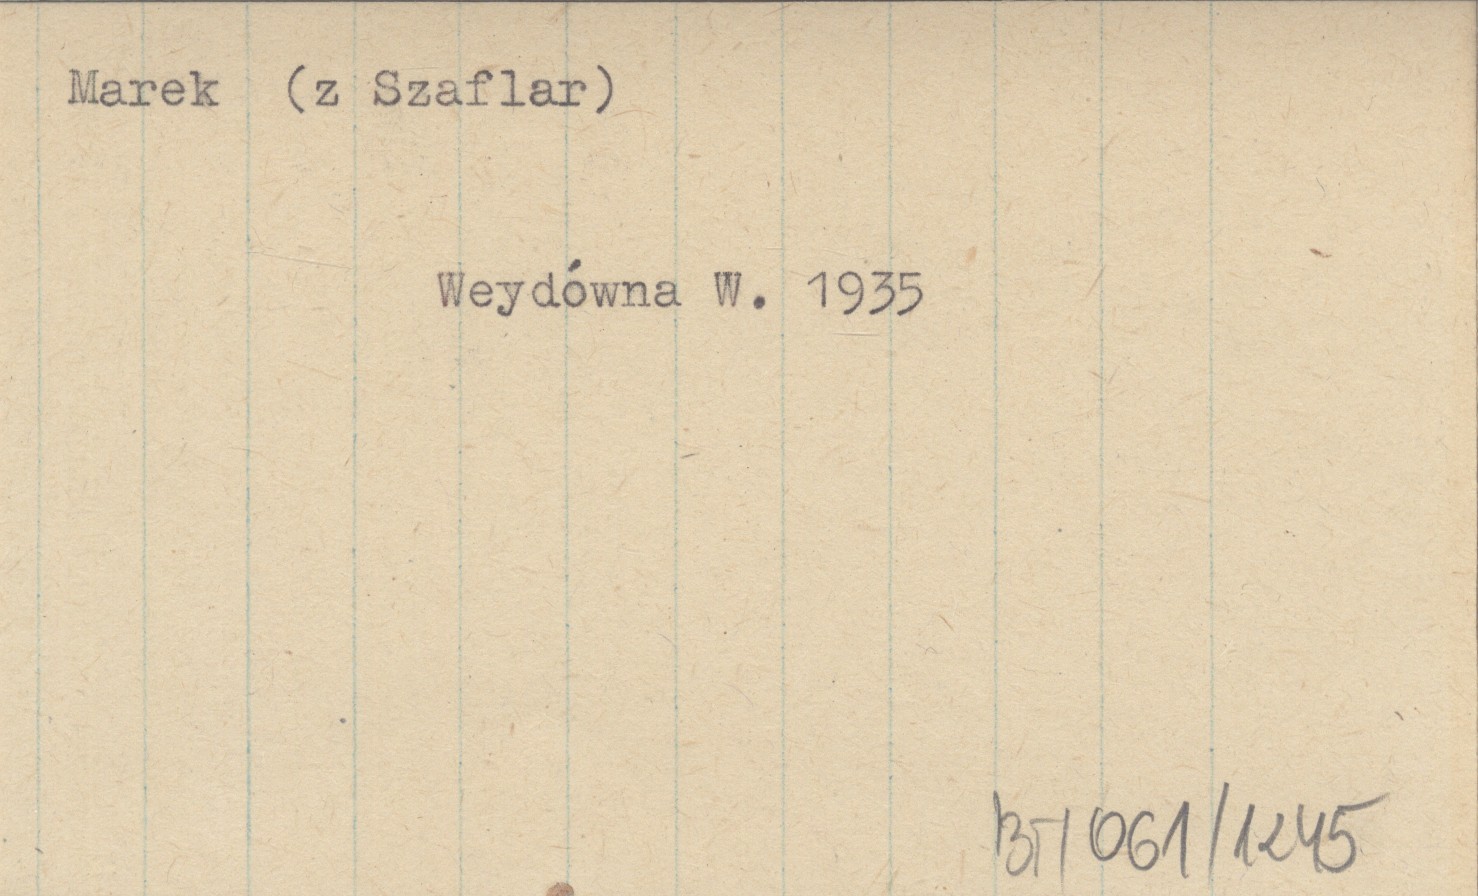 Marek (z Szaflar)
Weydówna W. 1935
BT/061/1245